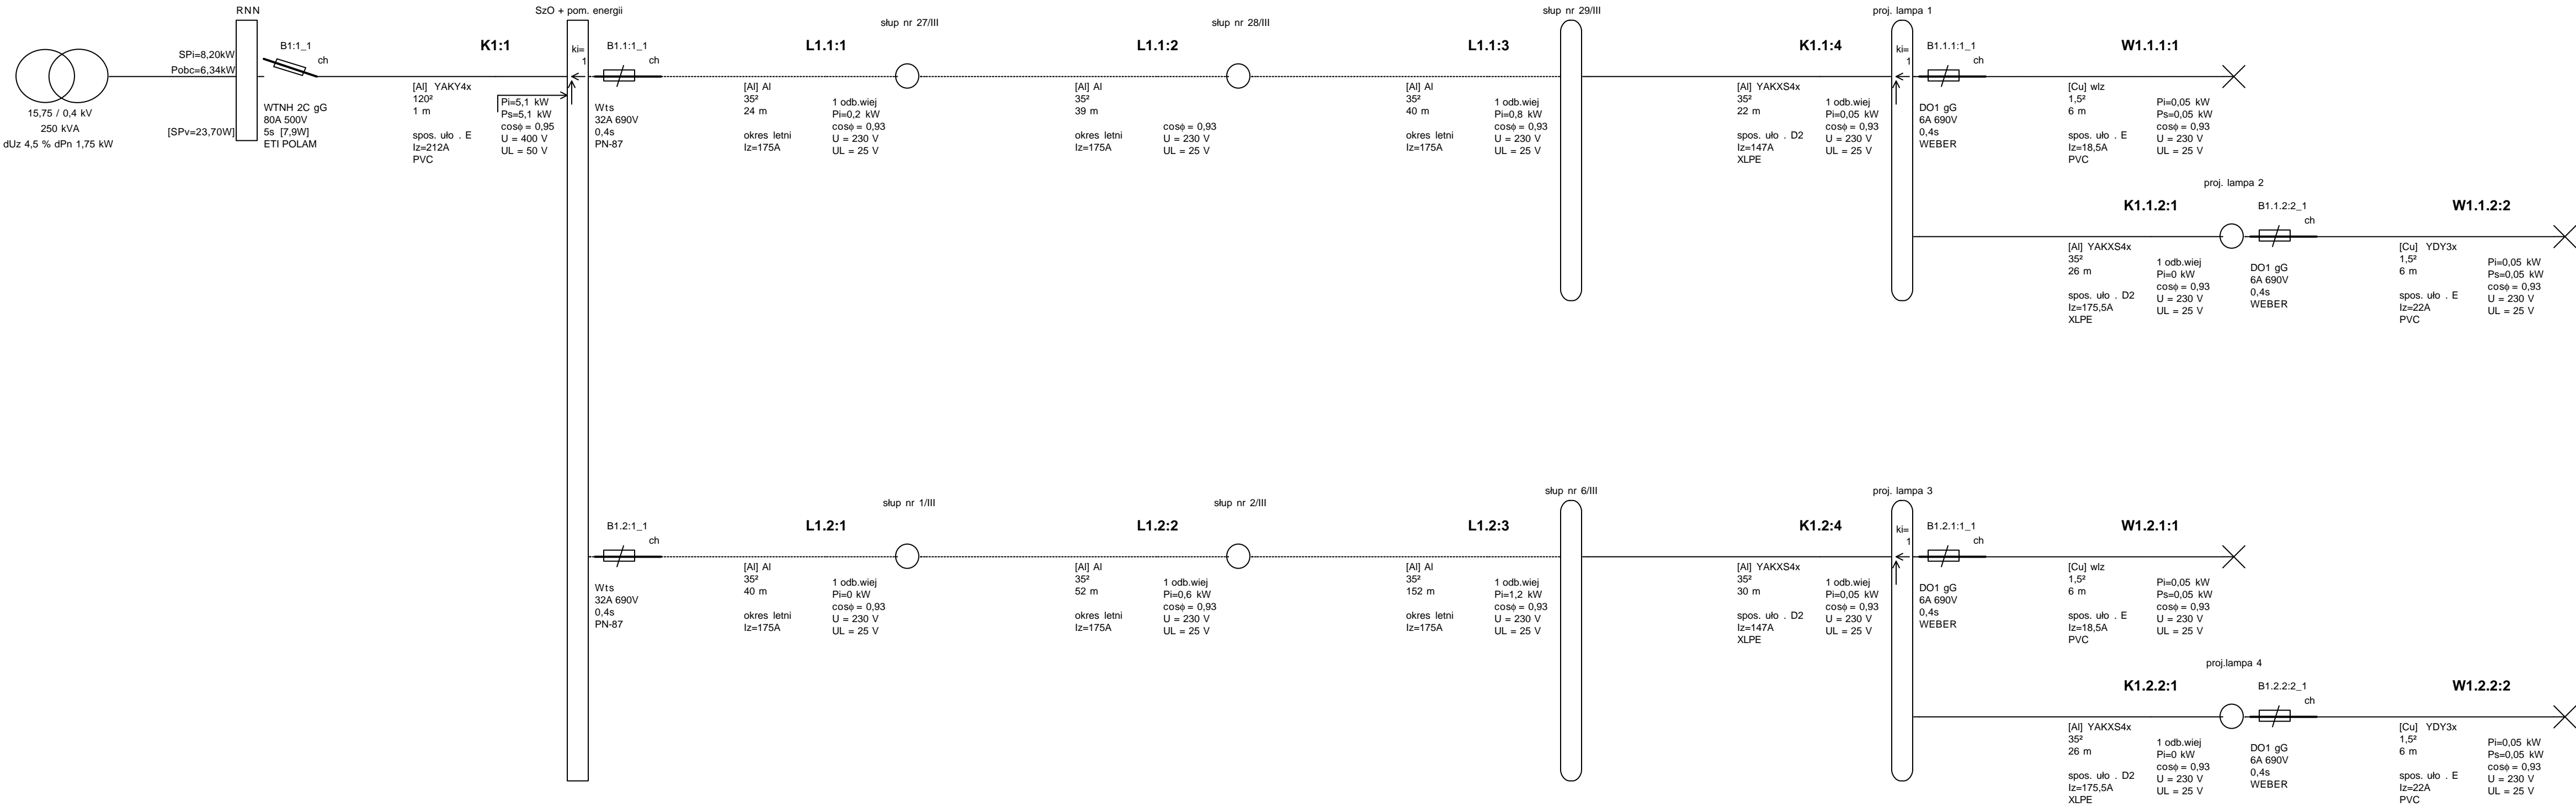 RNN
SzO + pom. energii
słup nr 27/III
słup nr 28/III
słup nr 29/III
proj. lampa 1
SPi=8,20kW
Pobc=6,34kW
[SPv=23,70W]
15,75 / 0,4 kV
250 kVA
dUz 4,5 % dPn 1,75 kW
B1:1_1
ch
WTNH 2C gG
80A 500V
5s [7,9W]
ETI POLAM
K1:1
[Al] YAKY4x
120²
1 m
spos. uło . E
Iz=212A
PVC
Pi=5,1 kW
Ps=5,1 kW
cosϕ = 0,95
U = 400 V
UL = 50 V
ki=
1
B1.1:1_1
ch
Wts
32A 690V
0,4s
PN-87
L1.1:1
[Al] Al
35²
24 m
okres letni
Iz=175A
1 odb.wiej
Pi=0,2 kW
cosϕ = 0,93
U = 230 V
UL = 25 V
L1.1:2
[Al] Al
35²
39 m
okres letni
Iz=175A
cosϕ = 0,93
U = 230 V
UL = 25 V
L1.1:3
[Al] Al
35²
40 m
okres letni
Iz=175A
1 odb.wiej
Pi=0,8 kW
cosϕ = 0,93
U = 230 V
UL = 25 V
K1.1:4
[Al] YAKXS4x
35²
22 m
spos. uło . D2
Iz=147A
XLPE
1 odb.wiej
Pi=0,05 kW
cosϕ = 0,93
U = 230 V
UL = 25 V
ki=
1
B1.1.1:1_1
ch
DO1 gG
6A 690V
0,4s
WEBER
W1.1.1:1
[Cu] wlz
1,5²
6 m
spos. uło . E
Iz=18,5A
PVC
Pi=0,05 kW
Ps=0,05 kW
cosϕ = 0,93
U = 230 V
UL = 25 V
proj. lampa 2
K1.1.2:1
[Al] YAKXS4x
35²
26 m
spos. uło . D2
Iz=175,5A
XLPE
1 odb.wiej
Pi=0 kW
cosϕ = 0,93
U = 230 V
UL = 25 V
B1.1.2:2_1
ch
DO1 gG
6A 690V
0,4s
WEBER
W1.1.2:2
[Cu] YDY3x
1,5²
6 m
spos. uło . E
Iz=22A
PVC
Pi=0,05 kW
Ps=0,05 kW
cosϕ = 0,93
U = 230 V
UL = 25 V
słup nr 1/III
słup nr 2/III
słup nr 6/III
proj. lampa 3
B1.2:1_1
ch
Wts
32A 690V
0,4s
PN-87
L1.2:1
[Al] Al
35²
40 m
okres letni
Iz=175A
1 odb.wiej
Pi=0 kW
cosϕ = 0,93
U = 230 V
UL = 25 V
L1.2:2
[Al] Al
35²
52 m
okres letni
Iz=175A
1 odb.wiej
Pi=0,6 kW
cosϕ = 0,93
U = 230 V
UL = 25 V
L1.2:3
[Al] Al
35²
152 m
okres letni
Iz=175A
1 odb.wiej
Pi=1,2 kW
cosϕ = 0,93
U = 230 V
UL = 25 V
K1.2:4
[Al] YAKXS4x
35²
30 m
spos. uło . D2
Iz=147A
XLPE
1 odb.wiej
Pi=0,05 kW
cosϕ = 0,93
U = 230 V
UL = 25 V
ki=
1
B1.2.1:1_1
ch
DO1 gG
6A 690V
0,4s
WEBER
W1.2.1:1
[Cu] wlz
1,5²
6 m
spos. uło . E
Iz=18,5A
PVC
Pi=0,05 kW
Ps=0,05 kW
cosϕ = 0,93
U = 230 V
UL = 25 V
proj.lampa 4
K1.2.2:1
[Al] YAKXS4x
35²
26 m
spos. uło . D2
Iz=175,5A
XLPE
1 odb.wiej
Pi=0 kW
cosϕ = 0,93
U = 230 V
UL = 25 V
B1.2.2:2_1
ch
DO1 gG
6A 690V
0,4s
WEBER
W1.2.2:2
[Cu] YDY3x
1,5²
6 m
spos. uło . E
Iz=22A
PVC
Pi=0,05 kW
Ps=0,05 kW
cosϕ = 0,93
U = 230 V
UL = 25 V